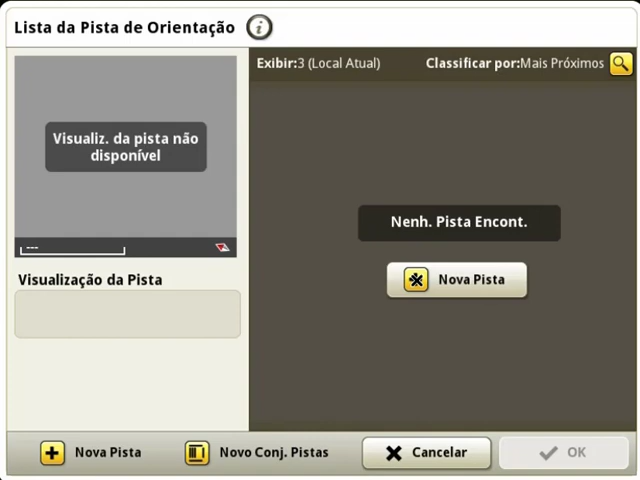 Lista da Pista de Orientação
Exibir:3 (Local Atual) Classificar por:Mais Próximos
Visualiz. da pista não
disponível
Nenh. Pista Encont.
---
Visualização da Pista
Nova Pista
Nova Pista Novo Conj. Pistas Cancelar OK